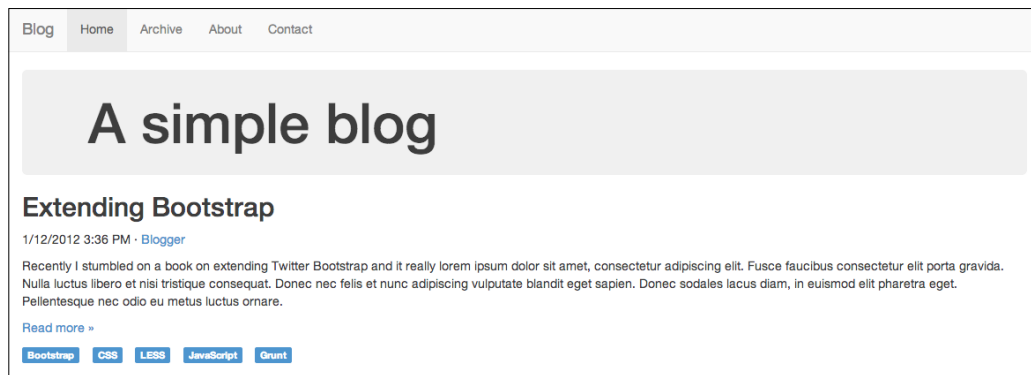 Blog Home Archive About Contact
A simple blog
Extending Bootstrap
1/12/2012 3:36 PM · Blogger
Recently I stumbled on a book on extending Twitter Bootstrap and it really lorem ipsum dolor sit amet, consectetur adipiscing elit. Fusce faucibus consectetur elit porta gravida.
Nulla luctus libero et nisi tristique consequat. Donec nec felis et nunc adipiscing vulputate blandit eget sapien. Donec sodales lacus diam, in euismod elit pharetra eget.
Pellentesque nec odio eu metus luctus ornare.
Read more »
Bootstrap CSS LESS JavaScript Grunt